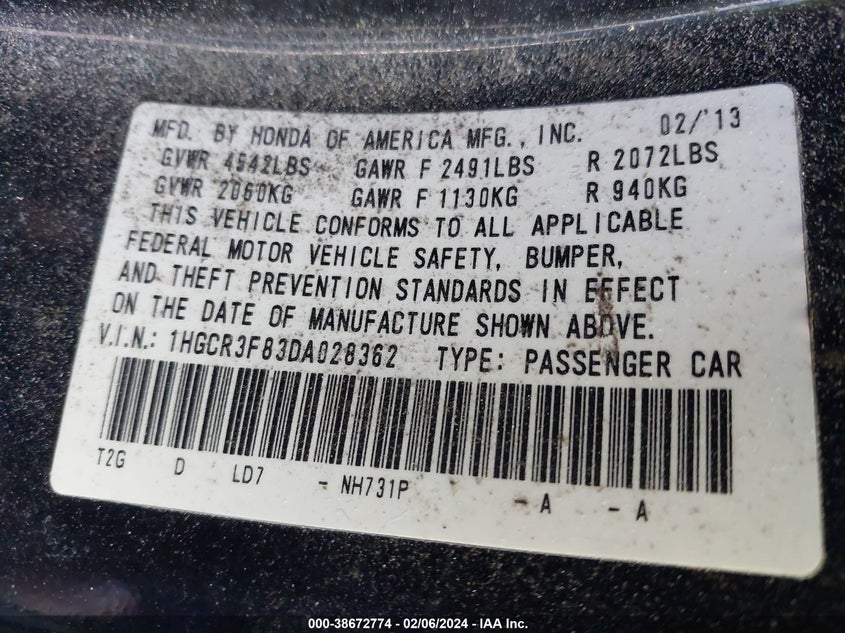 MFD. BY HONDA OF AMERICA MFG., INC. 02/'13
GVWR 4542LBS GAWR F 2491LBS R 2072LBS
GVWR 2060KG GAWR F 1130KG R 940KG
THIS VEHICLE CONFORMS TO ALL APPLICABLE
FEDERAL MOTOR VEHICLE SAFETY, BUMPER,
AND THEFT PREVENTION STANDARDS IN EFFECT
ON THE DATE OF MANUFACTURE SHOWN ABOVE.
V.I.N.: 1HGCR3F83DA028362 TYPE: PASSENGER CAR
T2G D LD7 - NH731P - A - A
000-38672774 - 02/06/2024 - IAA Inc.